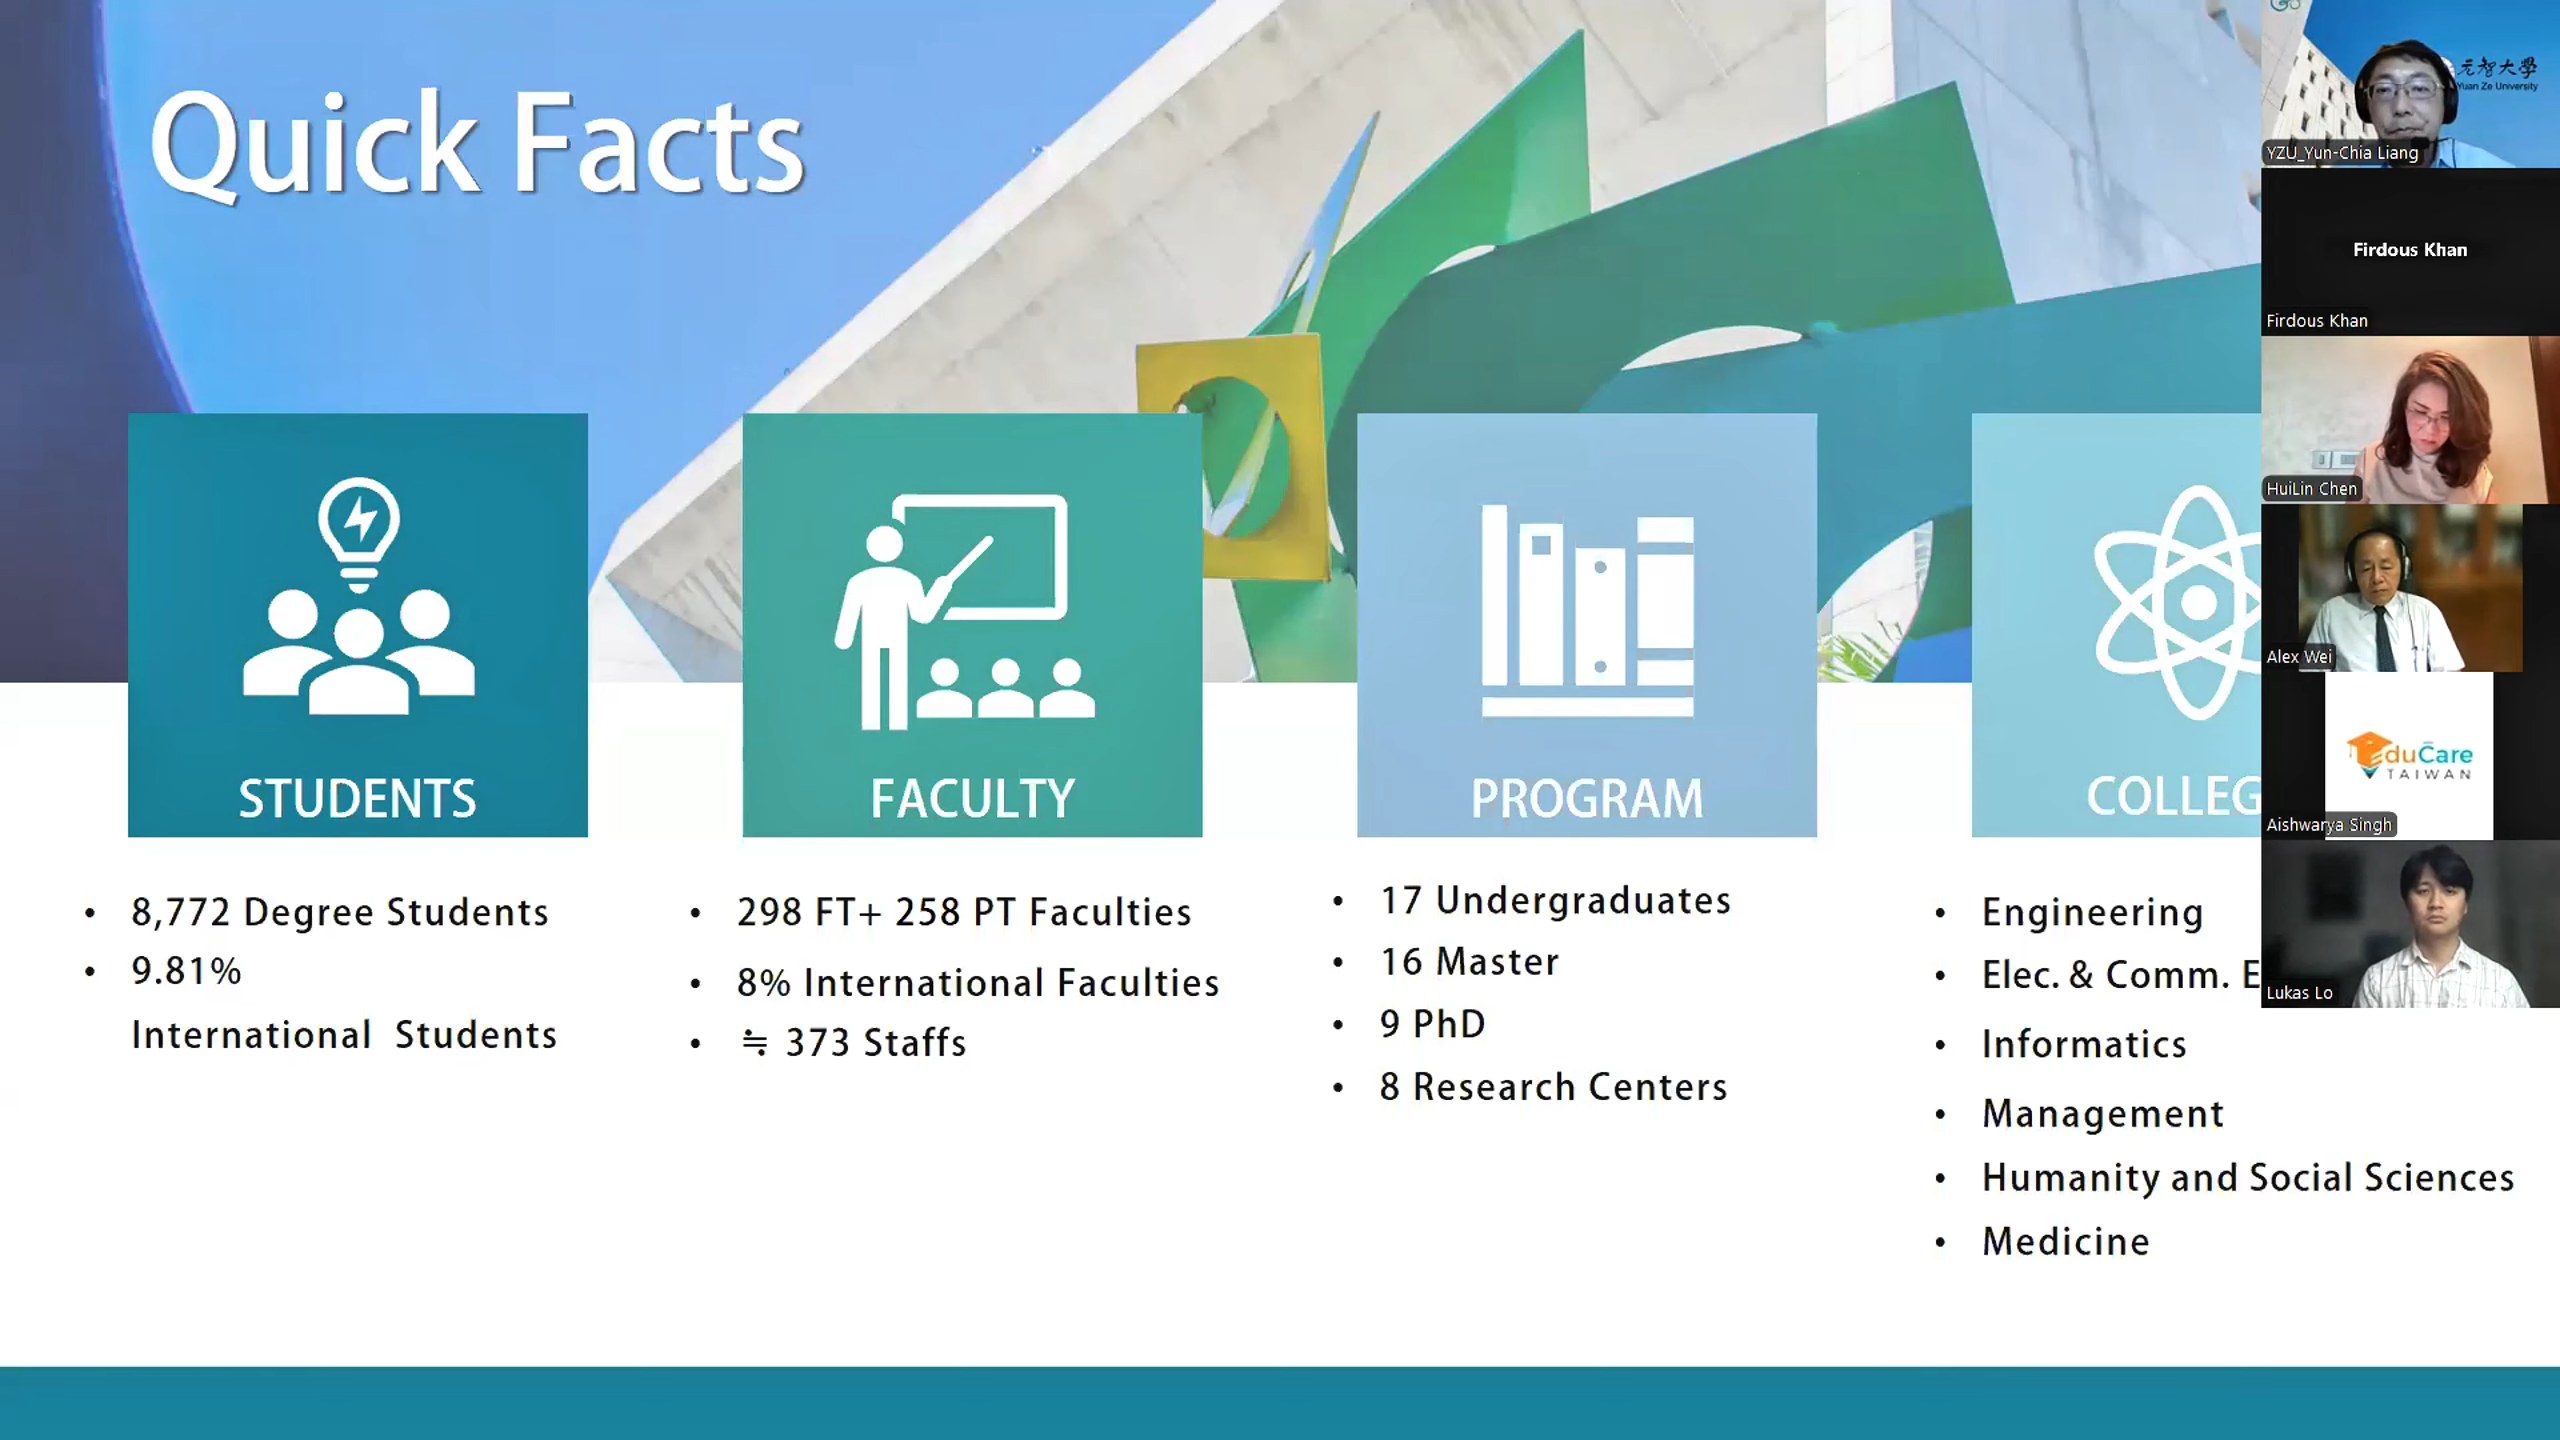 Quick Facts
STUDENTS
8,772 Degree Students
9.81%
International Students
FACULTY
298 FT+ 258 PT Faculties
8% International Faculties
≒ 373 Staffs
PROGRAM
17 Undergraduates
16 Master
9 PhD
8 Research Centers
COLLEG
Engineering
Elec. & Comm. E
Informatics
Management
Humanity and Social Sciences
Medicine
元智大學
Yuan Ze University
YZU_Yun-Chia Liang
Firdous Khan
Firdous Khan
HuiLin Chen
Alex Wei
EduCare
TAIWAN
Aishwarya Singh
Lukas Lo